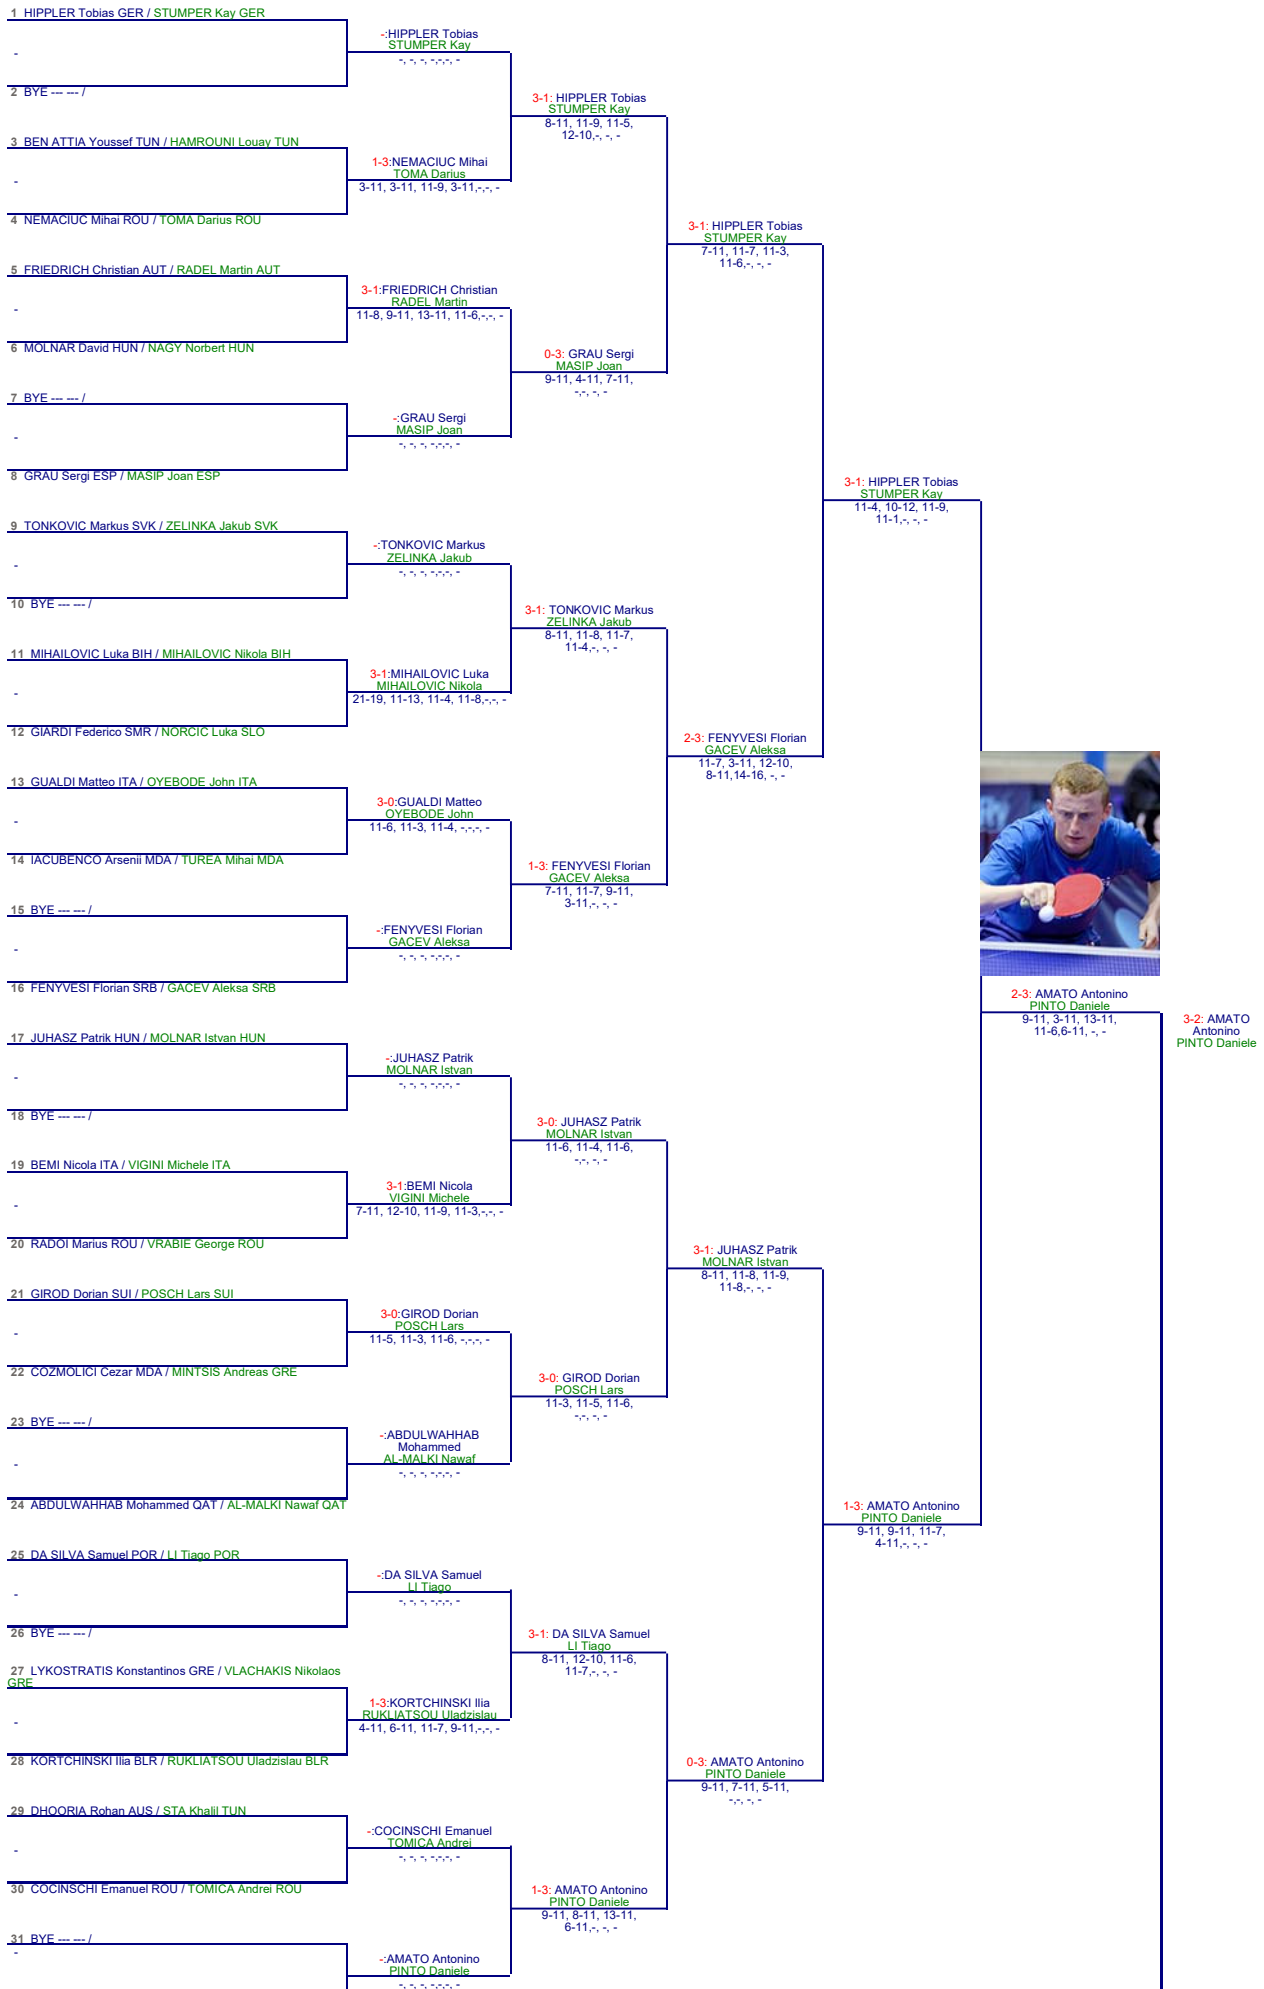 1 HIPPLER Tobias GER / STUMPER Kay GER
-
2 BYE --- --- /
3 BEN ATTIA Youssef TUN / HAMROUNI Louay TUN
-
4 NEMACIUC Mihai ROU / TOMA Darius ROU
5 FRIEDRICH Christian AUT / RADEL Martin AUT
-
6 MOLNAR David HUN / NAGY Norbert HUN
7 BYE --- --- /
-
8 GRAU Sergi ESP / MASIP Joan ESP
9 TONKOVIC Markus SVK / ZELINKA Jakub SVK
-
10 BYE --- --- /
11 MIHAILOVIC Luka BIH / MIHAILOVIC Nikola BIH
-
12 GIARDI Federico SMR / NORCIC Luka SLO
13 GUALDI Matteo ITA / OYEBODE John ITA
-
14 IACUBENCO Arsenii MDA / TUREA Mihai MDA
15 BYE --- --- /
-
16 FENYVESI Florian SRB / GACEV Aleksa SRB
17 JUHASZ Patrik HUN / MOLNAR Istvan HUN
-
18 BYE --- --- /
19 BEMI Nicola ITA / VIGINI Michele ITA
-
20 RADOI Marius ROU / VRABIE George ROU
21 GIROD Dorian SUI / POSCH Lars SUI
-
22 COZMOLICI Cezar MDA / MINTSIS Andreas GRE
23 BYE --- --- /
-
24 ABDULWAHHAB Mohammed QAT / AL-MALKI Nawaf QAT
25 DA SILVA Samuel POR / LI Tiago POR
-
26 BYE --- --- /
27 LYKOSTRATIS Konstantinos GRE / VLACHAKIS Nikolaos
GRE
-
28 KORTCHINSKI Ilia BLR / RUKLIATSOU Uladzislau BLR
29 DHOORIA Rohan AUS / STA Khalil TUN
-
30 COCINSCHI Emanuel ROU / TOMICA Andrei ROU
31 BYE --- --- /
-
-:HIPPLER Tobias
STUMPER Kay
-, -, -, -,-,-, -
1-3:NEMACIUC Mihai
TOMA Darius
3-11, 3-11, 11-9, 3-11,-,-, -
3-1:FRIEDRICH Christian
RADEL Martin
11-8, 9-11, 13-11, 11-6,-,-, -
-:GRAU Sergi
MASIP Joan
-, -, -, -,-,-, -
-:TONKOVIC Markus
ZELINKA Jakub
-, -, -, -,-,-, -
3-1:MIHAILOVIC Luka
MIHAILOVIC Nikola
21-19, 11-13, 11-4, 11-8,-,-, -
3-0:GUALDI Matteo
OYEBODE John
11-6, 11-3, 11-4, -,-,-, -
-:FENYVESI Florian
GACEV Aleksa
-, -, -, -,-,-, -
-:JUHASZ Patrik
MOLNAR Istvan
-, -, -, -,-,-, -
3-1:BEMI Nicola
VIGINI Michele
7-11, 12-10, 11-9, 11-3,-,-, -
3-0:GIROD Dorian
POSCH Lars
11-5, 11-3, 11-6, -,-,-, -
-:ABDULWAHHAB
Mohammed
AL-MALKI Nawaf
-, -, -, -,-,-, -
-:DA SILVA Samuel
LI Tiago
-, -, -, -,-,-, -
1-3:KORTCHINSKI Ilia
RUKLIATSOU Uladzislau
4-11, 6-11, 11-7, 9-11,-,-, -
-:COCINSCHI Emanuel
TOMICA Andrei
-, -, -, -,-,-, -
-:AMATO Antonino
PINTO Daniele
-, -, -, -,-,-, -
3-1: HIPPLER Tobias
STUMPER Kay
8-11, 11-9, 11-5,
12-10,-, -, -
0-3: GRAU Sergi
MASIP Joan
9-11, 4-11, 7-11,
-,-, -, -
3-1: TONKOVIC Markus
ZELINKA Jakub
8-11, 11-8, 11-7,
11-4,-, -, -
1-3: FENYVESI Florian
GACEV Aleksa
7-11, 11-7, 9-11,
3-11,-, -, -
3-0: JUHASZ Patrik
MOLNAR Istvan
11-6, 11-4, 11-6,
-,-, -, -
3-0: GIROD Dorian
POSCH Lars
11-3, 11-5, 11-6,
-,-, -, -
3-1: DA SILVA Samuel
LI Tiago
8-11, 12-10, 11-6,
11-7,-, -, -
1-3: AMATO Antonino
PINTO Daniele
9-11, 8-11, 13-11,
6-11,-, -, -
3-1: HIPPLER Tobias
STUMPER Kay
7-11, 11-7, 11-3,
11-6,-, -, -
2-3: FENYVESI Florian
GACEV Aleksa
11-7, 3-11, 12-10,
8-11,14-16, -, -
3-1: JUHASZ Patrik
MOLNAR Istvan
8-11, 11-8, 11-9,
11-8,-, -, -
0-3: AMATO Antonino
PINTO Daniele
9-11, 7-11, 5-11,
-,-, -, -
3-1: HIPPLER Tobias
STUMPER Kay
11-4, 10-12, 11-9,
11-1,-, -, -
1-3: AMATO Antonino
PINTO Daniele
9-11, 9-11, 11-7,
4-11,-, -, -
2-3: AMATO Antonino
PINTO Daniele
9-11, 3-11, 13-11,
11-6,6-11, -, -
3-2: AMATO
Antonino
PINTO Daniele